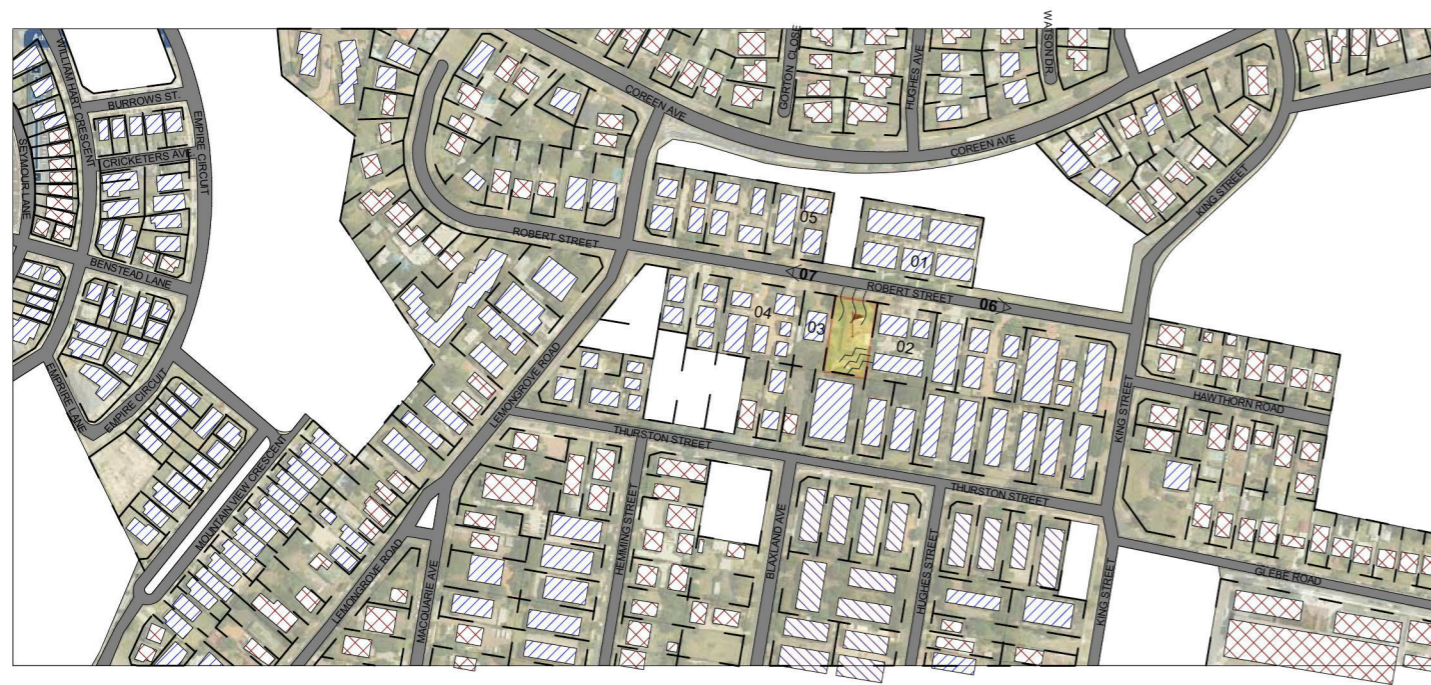 WATSON DR
WILLIAM HART CRESCENT
GORTON CLOSE
HUGHES AVE
BURROWS ST.
COREEN AVE
EMPIRE CIRCUIT
COREEN AVE
CRICKETERS AVE
SEYMOUR LANE
KING STREET
05
ROBERT STREET
BENSTEAD LANE
01
07
ROBERT STREET
06
04
03
02
LEMONGROVE ROAD
EMPRIRE LANE
EMPIRE CIRCUIT
HAWTHORN ROAD
KING STREET
THURSTON STREET
THURSTON STREET
MOUNTAIN VIEW CRESCENT
HEMMING STREET
BLAXLAND AVE
HUGHES STREET
GLEBE ROAD
LEMONGROVE ROAD
MACQUARIE AVE
KING STREET